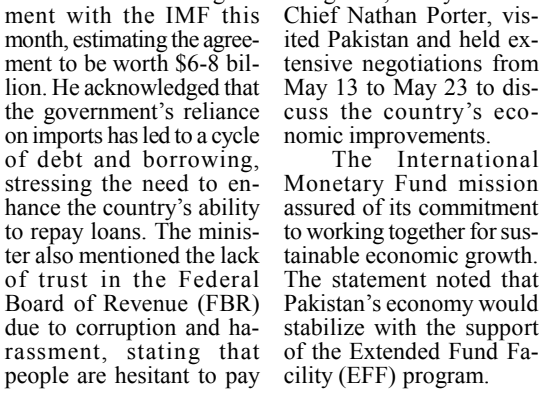 ment with the IMF this
month, estimating the agree-
ment to be worth $6-8 bil-
lion. He acknowledged that
the government's reliance
on imports has led to a cycle
of debt and borrowing,
stressing the need to en-
hance the country's ability
to repay loans. The minis-
ter also mentioned the lack
of trust in the Federal
Board of Revenue (FBR)
due to corruption and ha-
rassment, stating that
people are hesitant to pay
Chief Nathan Porter, vis-
ited Pakistan and held ex-
tensive negotiations from
May 13 to May 23 to dis-
cuss the country's eco-
nomic improvements.
The International
Monetary Fund mission
assured of its commitment
to working together for sus-
tainable economic growth.
The statement noted that
Pakistan's economy would
stabilize with the support
of the Extended Fund Fa-
cility (EFF) program.